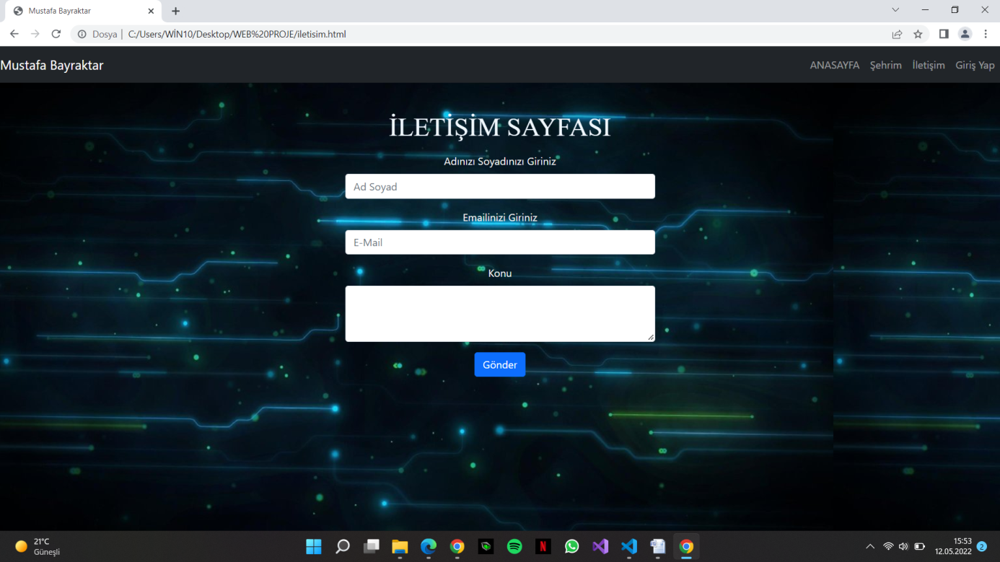 Mustafa Bayraktar
Dosya | C:/Users/WİN10/Desktop/WEB%20PROJE/iletisim.html
Mustafa Bayraktar ANASAYFA Şehrim İletişim Giriş Yap
İLETİŞİM SAYFASI
Adınızı Soyadınızı Giriniz
Ad Soyad
Emailinizi Giriniz
E-Mail
Konu
Gönder
21°C
Güneşli
N
15:53
12.05.2022
2